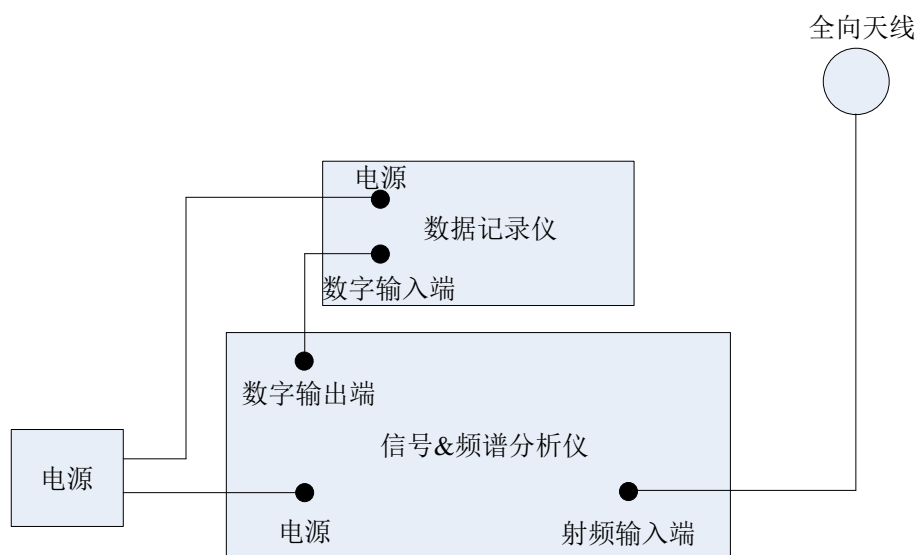 全向天线
电源
数据记录仪
数字输入端
数字输出端
信号&频谱分析仪
电源
电源
射频输入端